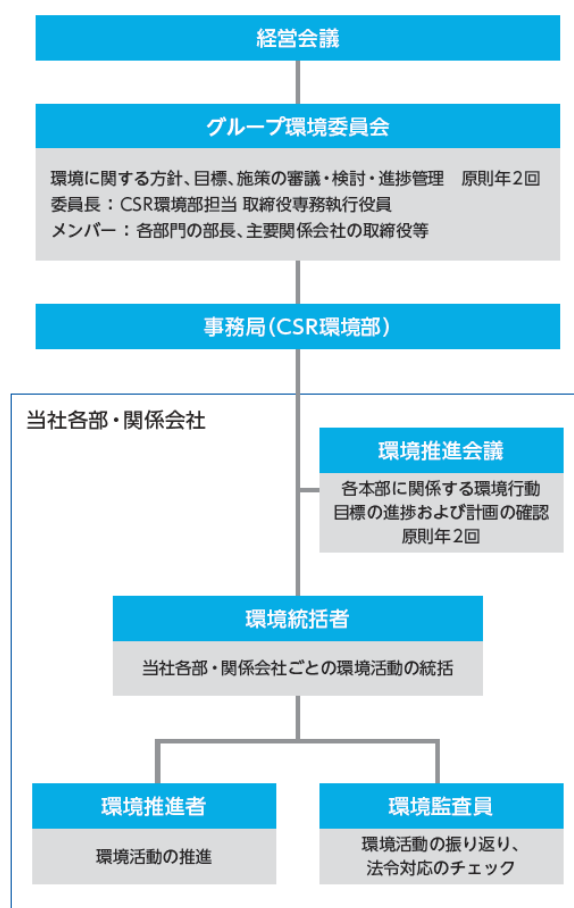 経営会議
グループ環境委員会
環境に関する方針、目標、施策の審議・検討・進捗管理　原則年2回
委員長：CSR環境部担当 取締役専務執行役員
メンバー：各部門の部長、主要関係会社の取締役等
事務局(CSR環境部)
当社各部・関係会社
環境推進会議
各本部に関係する環境行動
目標の進捗および計画の確認
原則年2回
環境統括者
当社各部・関係会社ごとの環境活動の統括
環境推進者
環境活動の推進
環境監査員
環境活動の振り返り、
法令対応のチェック